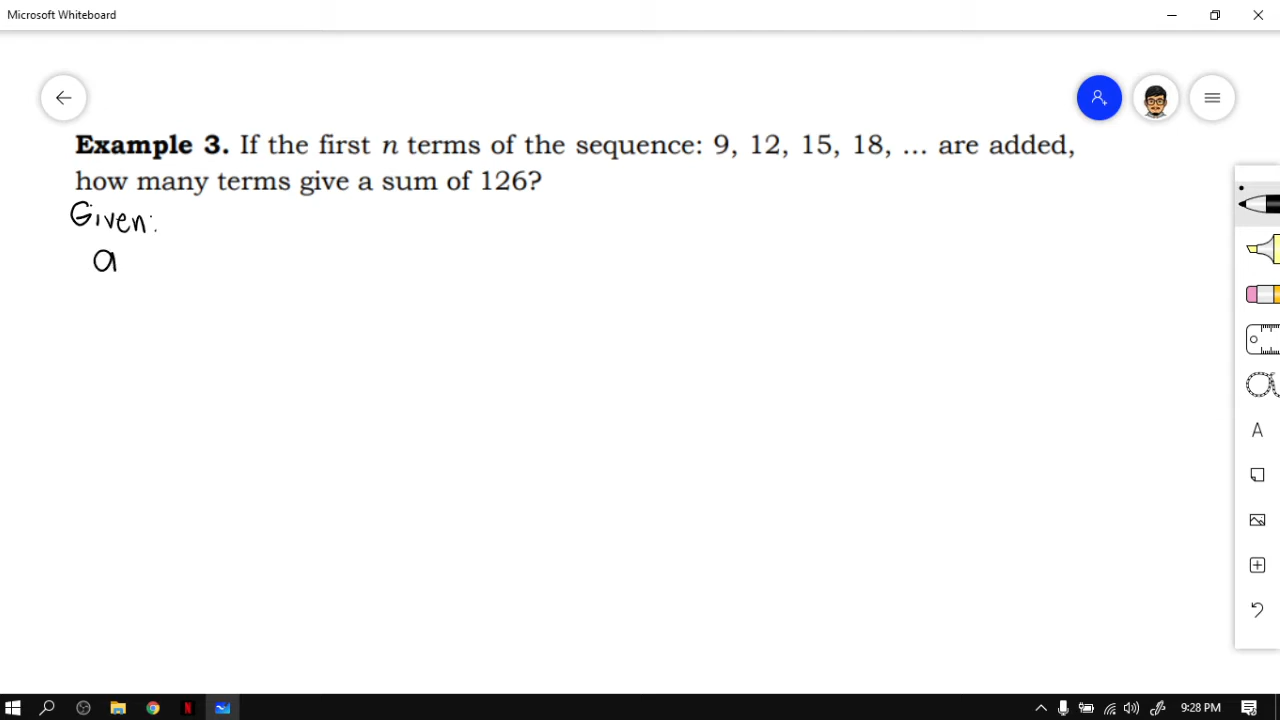 Microsoft Whiteboard
Example 3. If the first n terms of the sequence: 9, 12, 15, 18, ... are added,
how many terms give a sum of 126?
Given:
a
A
9:28 PM